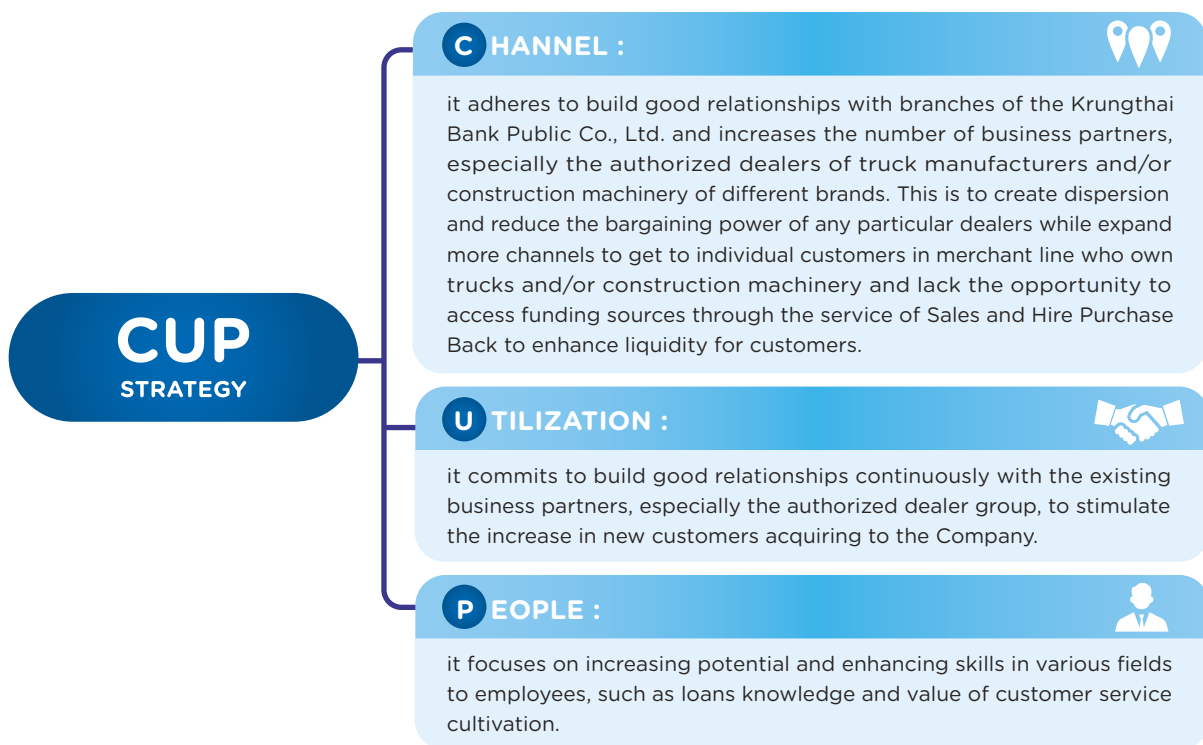 CUP
STRATEGY
CHANNEL :
it adheres to build good relationships with branches of the Krungthai
Bank Public Co., Ltd. and increases the number of business partners,
especially the authorized dealers of truck manufacturers and/or
construction machinery of different brands. This is to create dispersion
and reduce the bargaining power of any particular dealers while expand
more channels to get to individual customers in merchant line who own
trucks and/or construction machinery and lack the opportunity to
access funding sources through the service of Sales and Hire Purchase
Back to enhance liquidity for customers.
UTILIZATION :
it commits to build good relationships continuously with the existing
business partners, especially the authorized dealer group, to stimulate
the increase in new customers acquiring to the Company.
PEOPLE :
it focuses on increasing potential and enhancing skills in various fields
to employees, such as loans knowledge and value of customer service
cultivation.